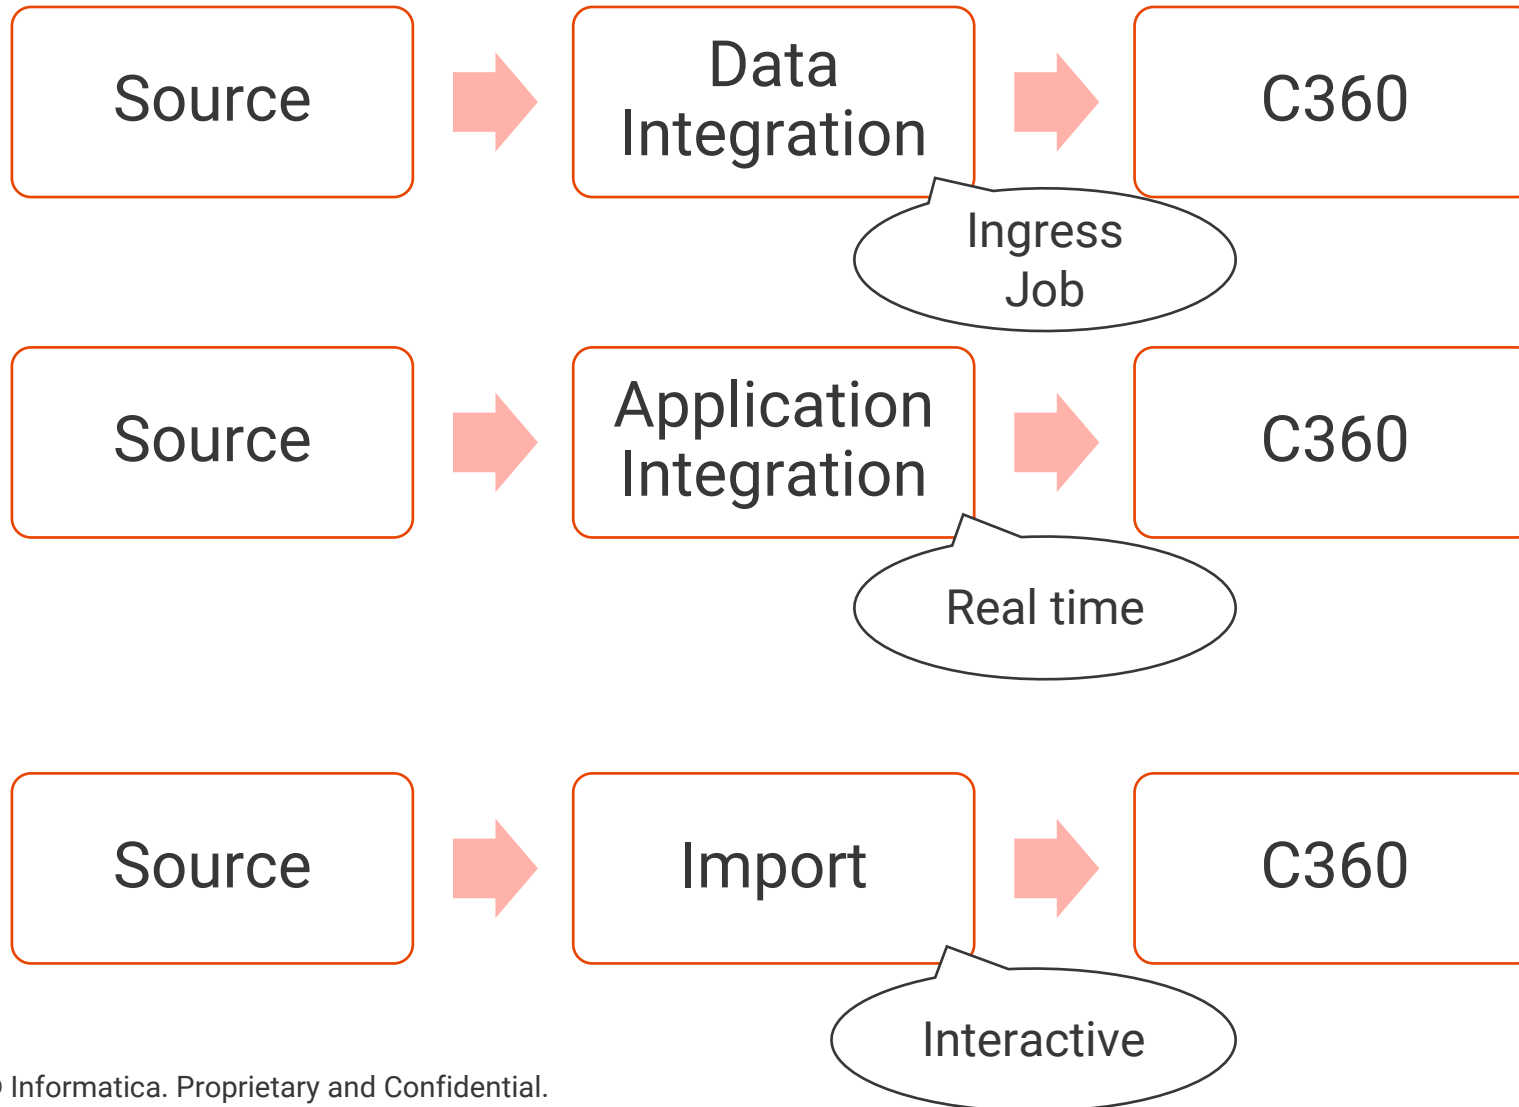 Source
Data
Integration
C360
Ingress
Job
Source
Application
Integration
C360
Real time
Source
Import
C360
Interactive
Informatica. Proprietary and Confidential.